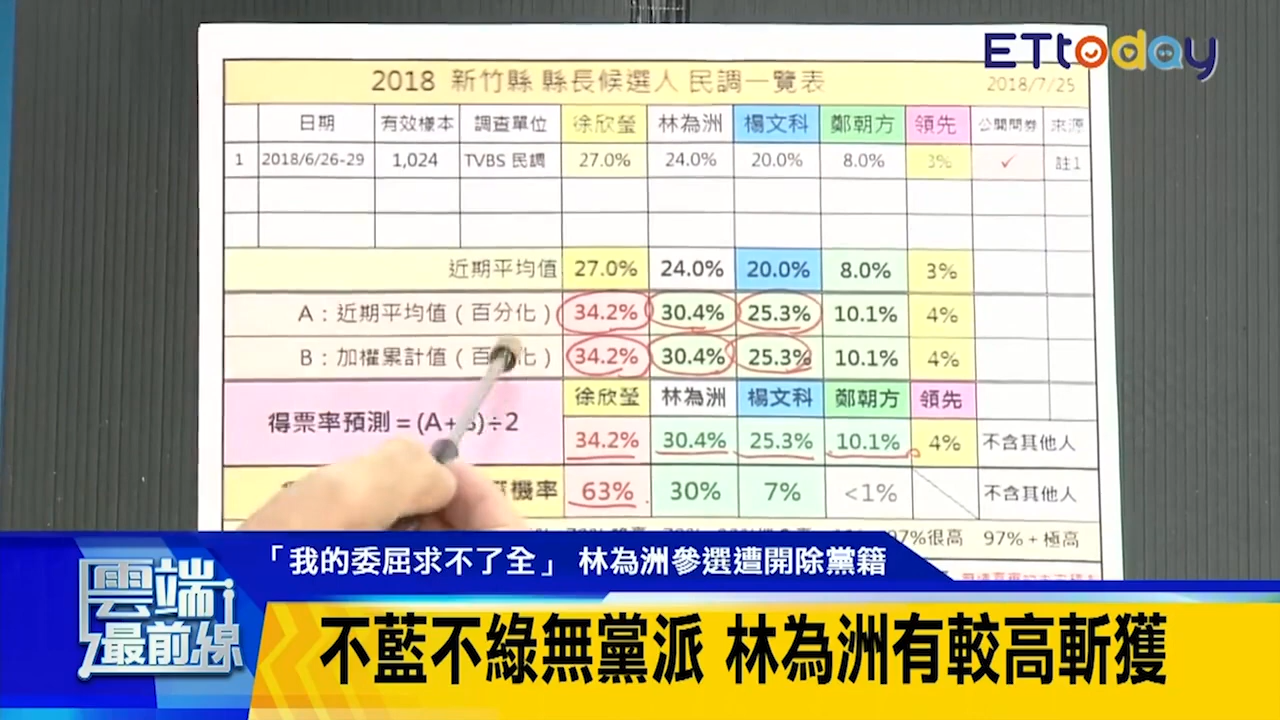 ETtoday
2018 新竹縣 縣長候選人 民調一覽表
2018/7/25
日期 有效樣本 調查單位 徐欣瑩 林為洲 楊文科 鄭朝方 領先 公開問卷 來源
1 2018/6/26-29 1,024 TVBS 民調 27.0% 24.0% 20.0% 8.0% 3% ✓ 註1
近期平均值 27.0% 24.0% 20.0% 8.0% 3%
A：近期平均值（百分化） 34.2% 30.4% 25.3% 10.1% 4%
B：加權累計值（百化） 34.2% 30.4% 25.3% 10.1% 4%
徐欣瑩 林為洲 楊文科 鄭朝方 領先
得票率預測＝(A+)÷2
34.2% 30.4% 25.3% 10.1% 4% 不含其他人
機率 63% 30% 7% <1% 不含其他人
97%很高 97%+極高
「我的委屈求不了全」 林為洲參選遭開除黨籍
雲端最前線
不藍不綠無黨派 林為洲有較高斬獲